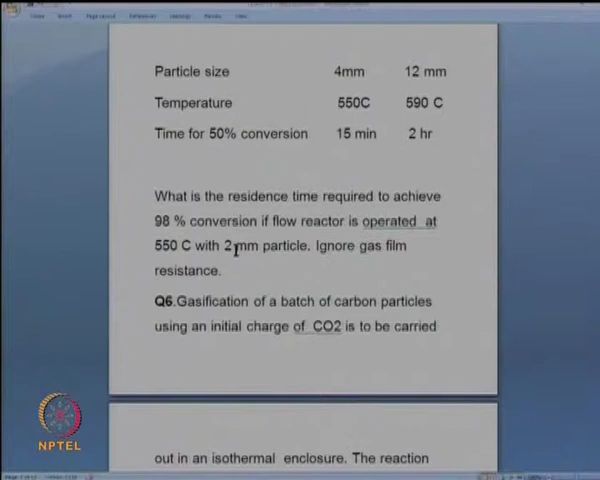 Particle size 4mm 12 mm
Temperature 550C 590 C
Time for 50% conversion 15 min 2 hr
What is the residence time required to achieve
98 % conversion if flow reactor is operated at
550 C with 2 mm particle. Ignore gas film
resistance.
Q6.Gasification of a batch of carbon particles
using an initial charge of CO2 is to be carried
NPTEL
out in an isothermal enclosure. The reaction